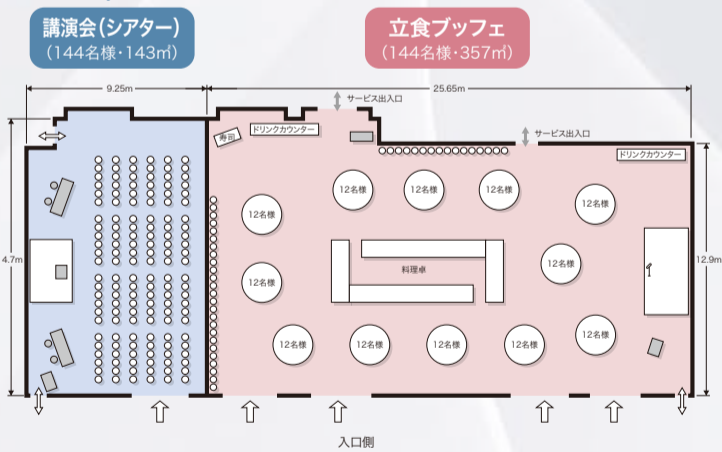 講演会(シアター)
(144名様・143㎡)
立食ブッフェ
(144名様・357㎡)
9.25m
25.65m
サービス出入口
寿司
ドリンクカウンター
サービス出入口
ドリンクカウンター
12名様
12名様
12名様
12名様
12名様
4.7m
12.9m
12名様
料理卓
12名様
12名様
12名様
12名様
12名様
12名様
入口側